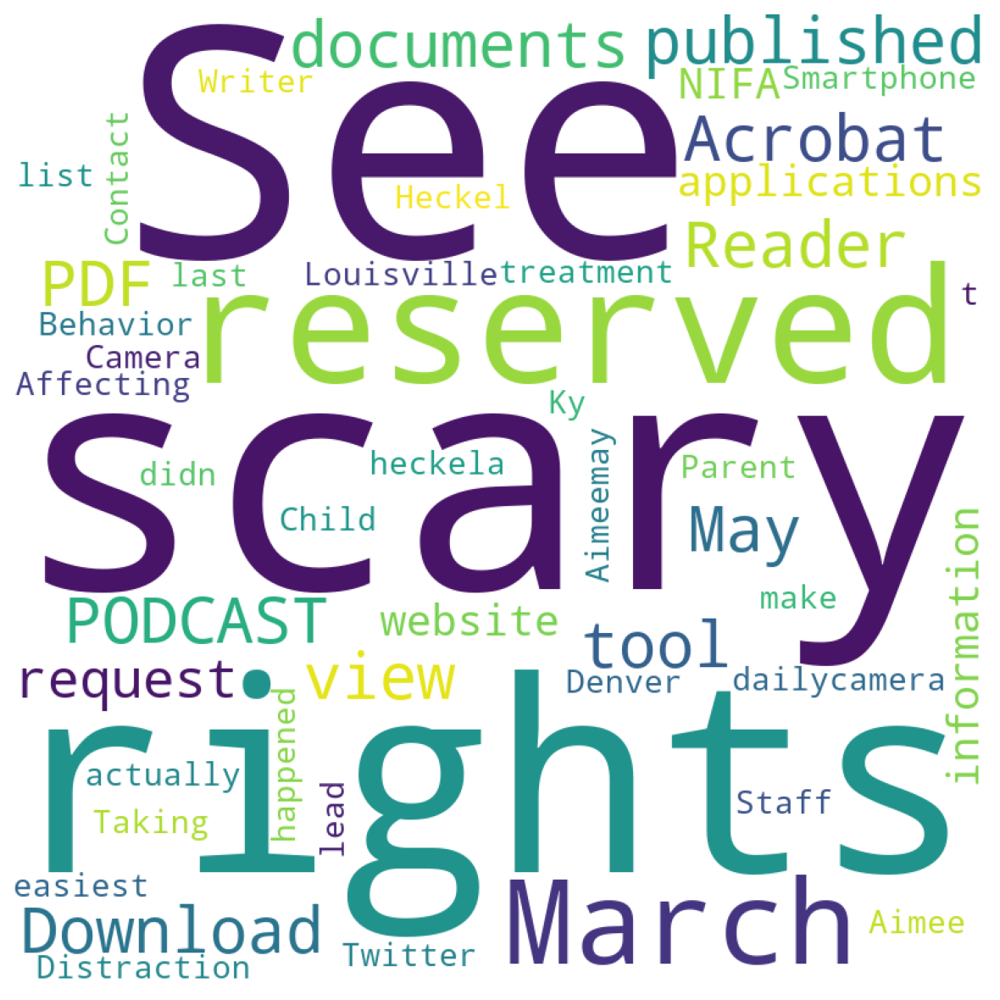 See
documents
published
Writer
NIFA
Smartphone
Contact
Acrobat
list
applications
Heckel
Reader
PDF
last
Louisville
treatment
reserved
t
Behavior
Camera
Affecting
Ky
scary
didn
heckela
Aimeemay
Parent
Child
May
information
make
PODCAST
website
tool
request
view
Denver
dailycamera
rights
happened
actually
lead
Staff
Taking
easiest
March
Download
Aimee
Twitter
Distraction